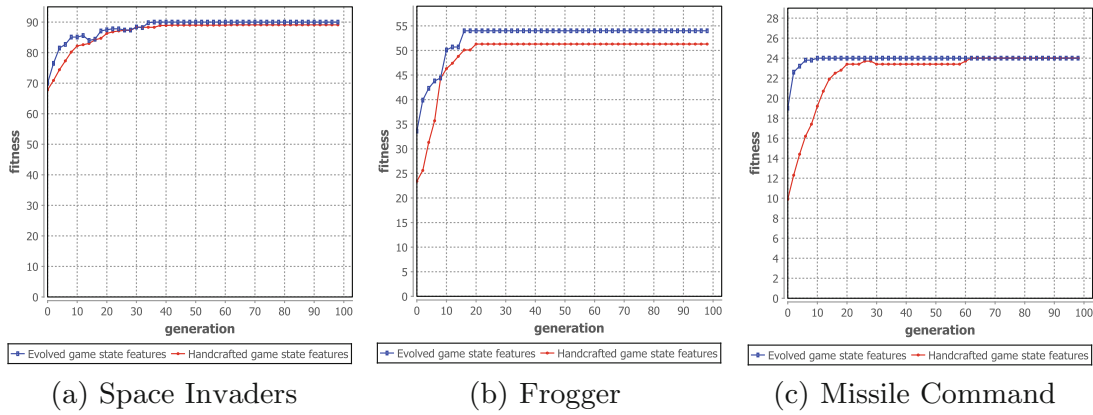 90
80
70
60
50
40
30
20
10
0
fitness
0 10 20 30 40 50 60 70 80 90 100
generation
Evolved game state features Handcrafted game state features
(a) Space Invaders
55
50
45
40
35
30
25
20
15
10
5
0
fitness
0 10 20 30 40 50 60 70 80 90 100
generation
Evolved game state features Handcrafted game state features
(b) Frogger
28
26
24
22
20
18
16
14
12
10
8
6
4
2
0
fitness
0 10 20 30 40 50 60 70 80 90 100
generation
Evolved game state features Handcrafted game state features
(c) Missile Command